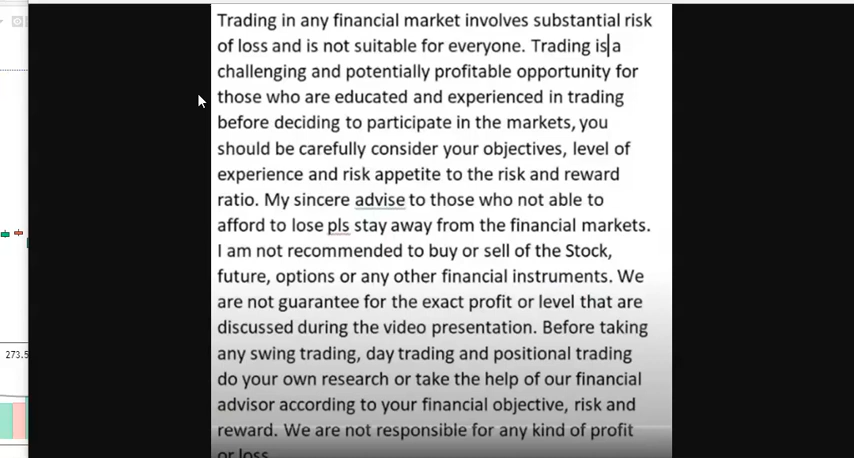 Trading in any financial market involves substantial risk
of loss and is not suitable for everyone. Trading is a
challenging and potentially profitable opportunity for
those who are educated and experienced in trading
before deciding to participate in the markets, you
should be carefully consider your objectives, level of
experience and risk appetite to the risk and reward
ratio. My sincere advise to those who not able to
afford to lose pls stay away from the financial markets.
I am not recommended to buy or sell of the Stock,
future, options or any other financial instruments. We
are not guarantee for the exact profit or level that are
discussed during the video presentation. Before taking
273.5
any swing trading, day trading and positional trading
do your own research or take the help of our financial
advisor according to your financial objective, risk and
reward. We are not responsible for any kind of profit
or loss